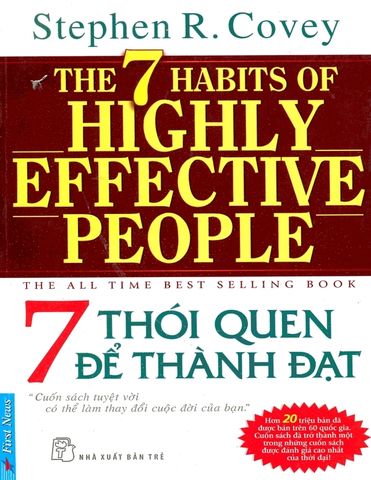 Stephen R. Covey
THE 7 HABITS OF
HIGHLY
EFFECTIVE
PEOPLE
THE ALL TIME BEST SELLING BOOK
7 THÓI QUEN
ĐỂ THÀNH ĐẠT
"Cuốn sách tuyệt vời
có thể làm thay đổi cuộc đời của bạn."
Hơn 20 triệu bản đã
được bán trên 60 quốc gia.
Cuốn sách đã trở thành một
trong những cuốn sách
được đánh giá cao nhất
của thời đại!
First News
NHÀ XUẤT BẢN TRẺ